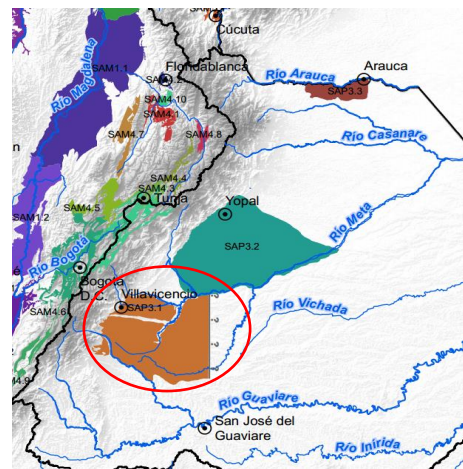 Cúcuta
SAM1.1
Floridablanca
Río Arauca
Arauca
SAP3.3
Río Magdalena
SAM4.10
SAM4.1
Río Casanare
SAM4.7
SAM4.8
SAM4.4
SAM4.3
Tunja
Yopal
SAM4.5
SAM1.2
Río Meta
SAP3.2
Río Bogotá
Bogotá
D.C.
Villavicencio
SAP3.1
Río Vichada
SAM4.6
Río Guaviare
San José del
Guaviare
Río Inírida